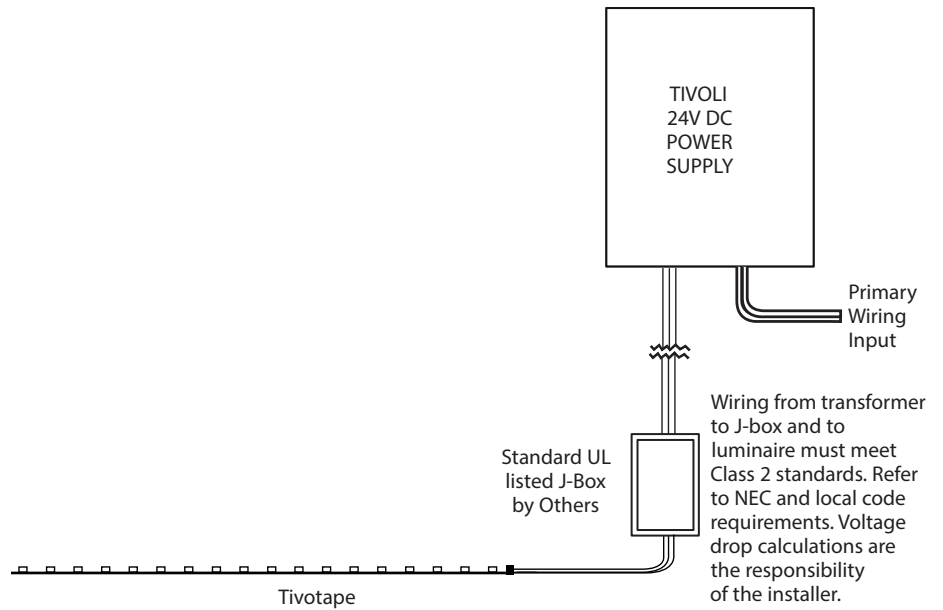 TIVOLI
24V DC
POWER
SUPPLY
Primary
Wiring
Input
Wiring from transformer
to J-box and to
luminaire must meet
Class 2 standards. Refer
to NEC and local code
requirements. Voltage
drop calculations are
the responsibility
of the installer.
Standard UL
listed J-Box
by Others
Tivotape